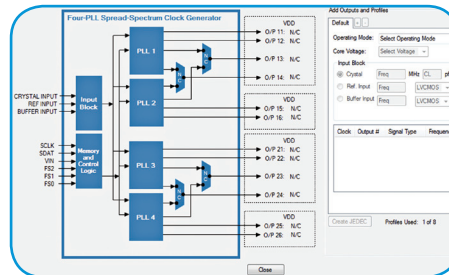 Four-PLL Spread-Spectrum Clock Generator
CRYSTAL INPUT
REF INPUT
BUFFER INPUT
Input Block
SCLK
SDAT
VIN
FS2
FS1
FS0
Memory and Control Logic
PLL 1
PLL 2
PLL 3
PLL 4
VDD
O/P 11: N/C
O/P 12: N/C
O/P 13: N/C
O/P 14: N/C
VDD
O/P 15: N/C
O/P 16: N/C
VDD
O/P 21: N/C
O/P 22: N/C
O/P 23: N/C
O/P 24: N/C
VDD
O/P 25: N/C
O/P 26: N/C
Add Outputs and Profiles
Default + -
Operating Mode: Select Operating Mode
Core Voltage: Select Voltage
Input Block
Crystal Freq MHz CL pF
Ref. Input Freq LVCMOS
Buffer Input Freq LVCMOS
Clock Output # Signal Type Frequen
Create JEDEC Profiles Used: 1 of 8
Close